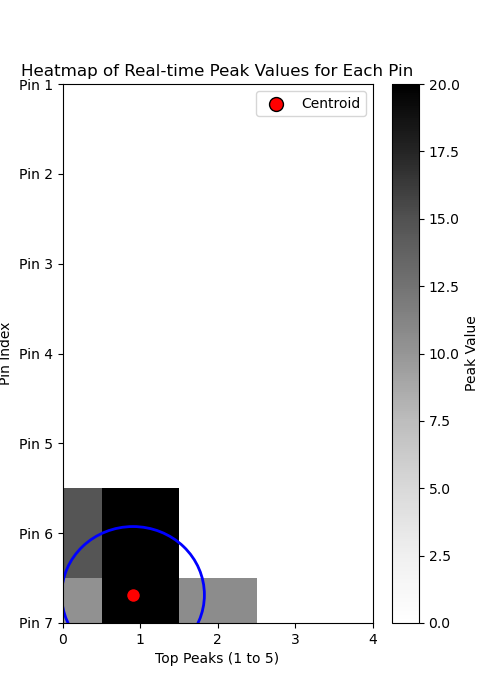 Heatmap of Real-time Peak Values for Each Pin
Centroid
Pin 1
Pin 2
Pin 3
Pin 4
Pin 5
Pin 6
Pin 7
Pin Index
0 1 2 3 4
Top Peaks (1 to 5)
20.0
17.5
15.0
12.5
10.0
7.5
5.0
2.5
0.0
Peak Value